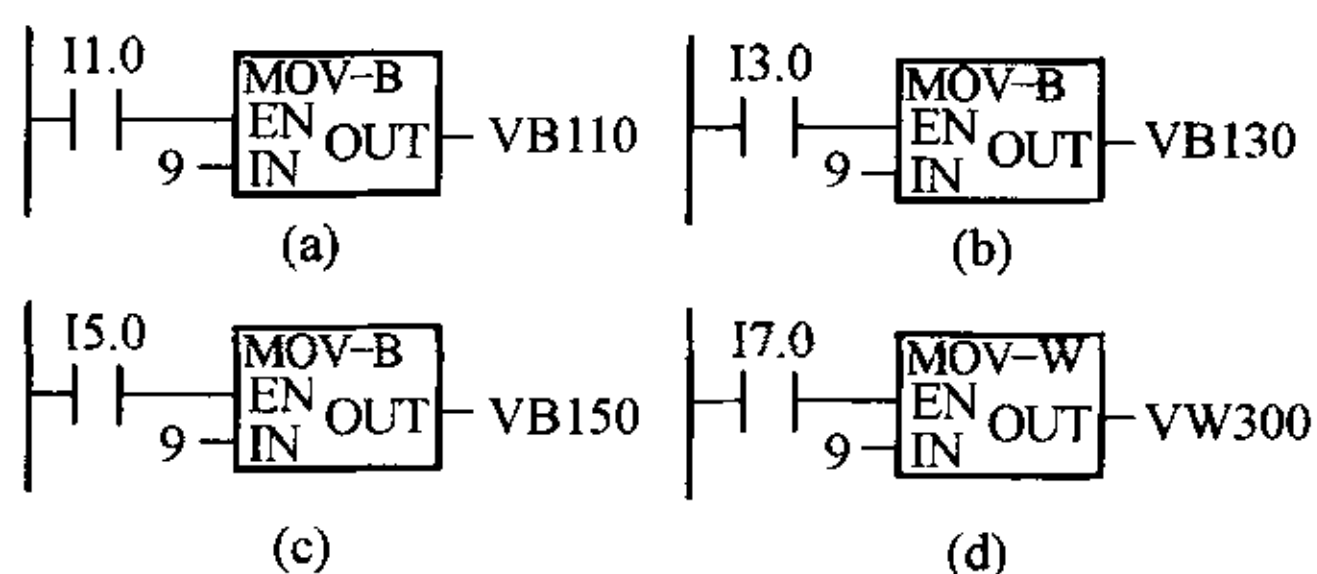 I1.0
MOV-B
EN
OUT
VB110
9
IN
(a)
I3.0
MOV-B
EN
OUT
VB130
9
IN
(b)
I5.0
MOV-B
EN
OUT
VB150
9
IN
(c)
I7.0
MOV-W
EN
OUT
VW300
9
IN
(d)